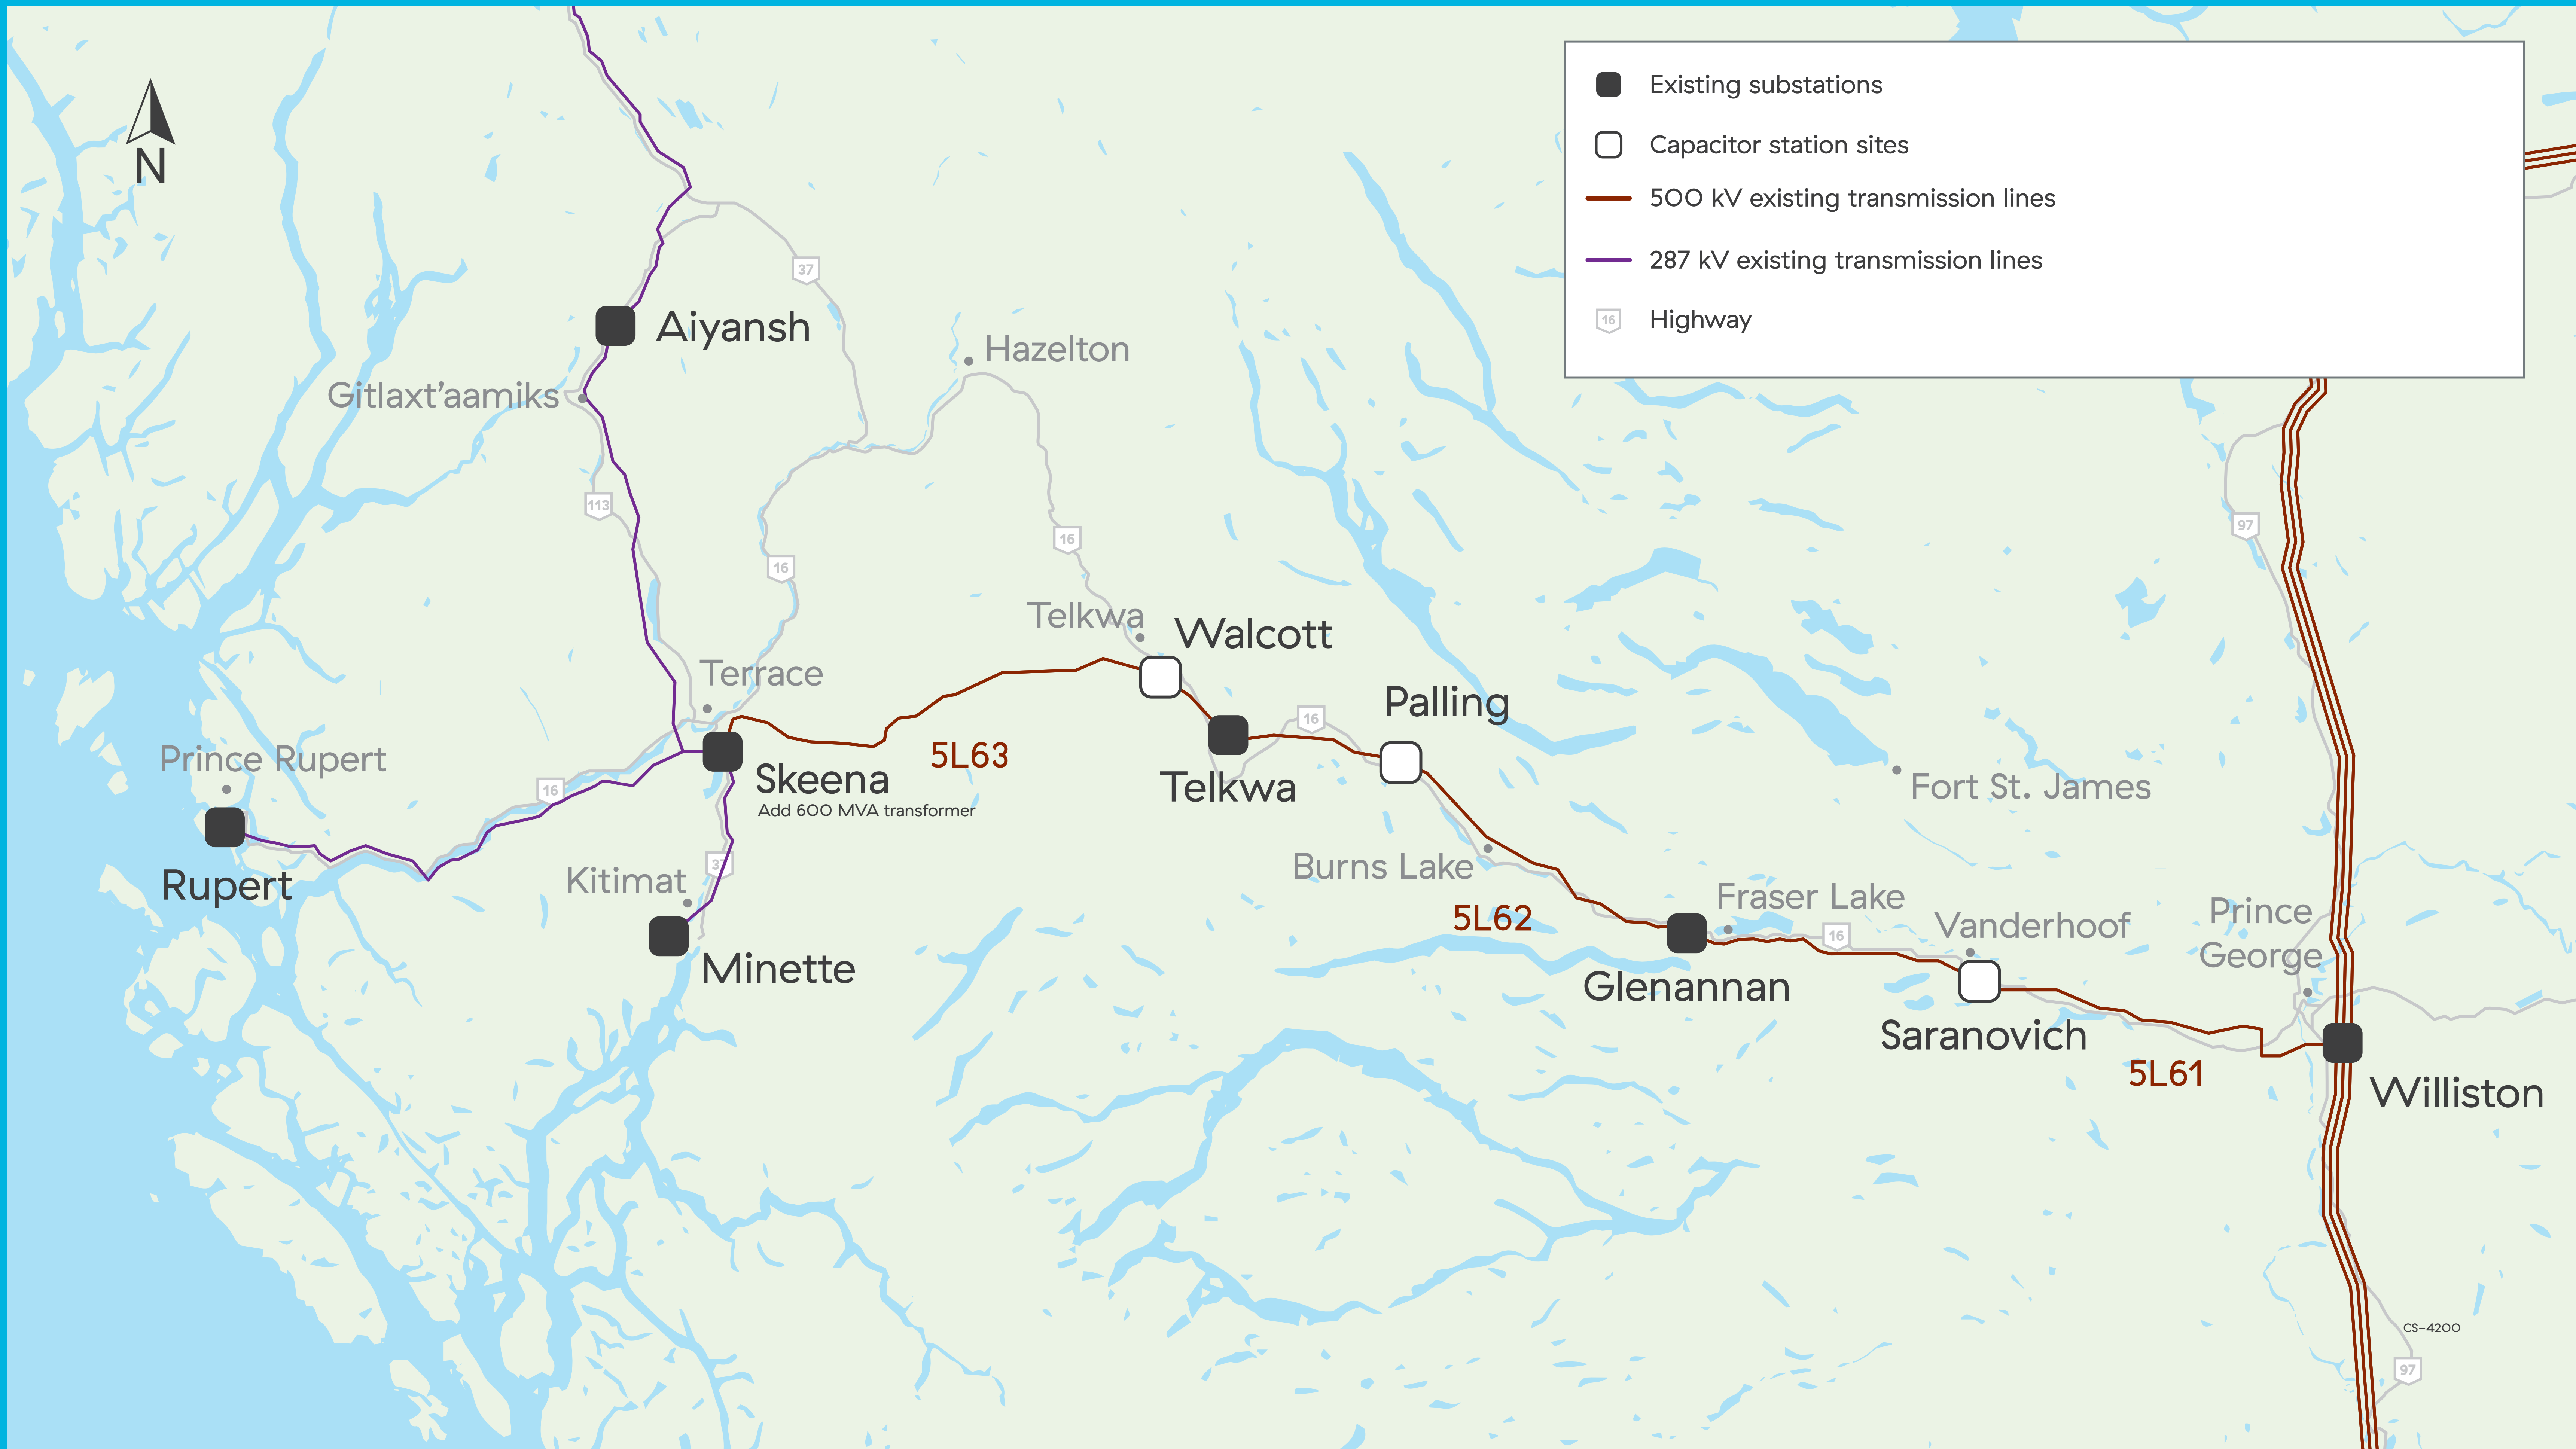 N
Existing substations
Capacitor station sites
500 kV existing transmission lines
287 kV existing transmission lines
16
Highway
37
Aiyansh
Hazelton
Gitlaxt'aamiks
113
97
16
16
Telkwa
Walcott
Terrace
Palling
16
Prince Rupert
5L63
Skeena
Add 600 MVA transformer
Telkwa
Fort St. James
16
Rupert
Kitimat
37
Burns Lake
5L62
Fraser Lake
16
Vanderhoof
Prince
George
Minette
Glenannan
Saranovich
5L61
Williston
CS-4200
97